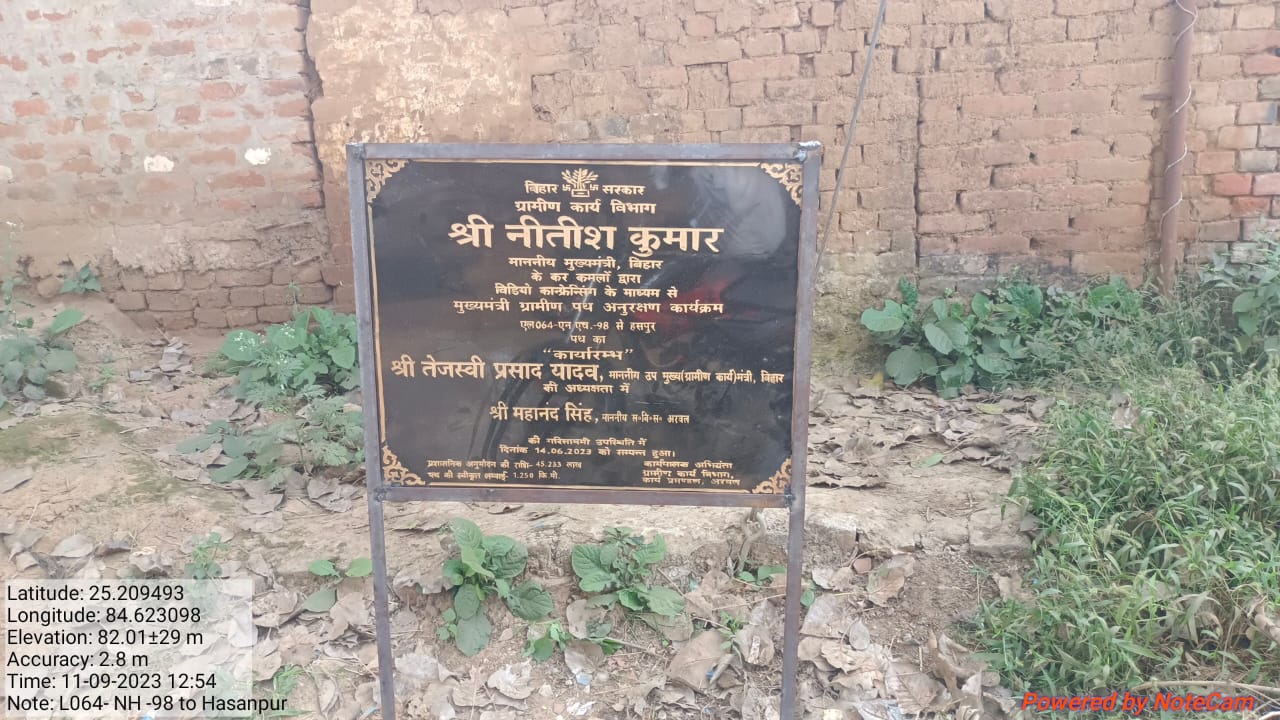 बिहार सरकार
ग्रामीण कार्य विभाग
श्री नीतीश कुमार
माननीय मुख्यमंत्री, बिहार
के कर कमलों द्वारा
विडियो कान्फ्रेन्सिंग के माध्यम से
मुख्यमंत्री ग्रामीण पथ अनुरक्षण कार्यक्रम
एल064-एन एच.-98 से हसपुर
पथ का
"कार्यारम्भ"
श्री तेजस्वी प्रसाद यादव, माननीय उप मुख्य(ग्रामीण कार्य)मंत्री, बिहार
की अध्यक्षता में
श्री महानंद सिंह, माननीय स०वि०स० अरवल
की गरिमामयी उपस्थिति में
दिनांक 14.06.2023 को सम्पन्न हुआ।
प्रशासनिक अनुमोदन की राशि- 45.233 लाख
पथ की स्वीकृत लम्बाई- 1.250 कि.मी.
कार्यपालक अभियंता
ग्रामीण कार्य विभाग,
कार्य प्रमण्डल, अरवल
Latitude: 25.209493
Longitude: 84.623098
Elevation: 82.01±29 m
Accuracy: 2.8 m
Time: 11-09-2023 12:54
Note: L064- NH -98 to Hasanpur
Powered by NoteCam